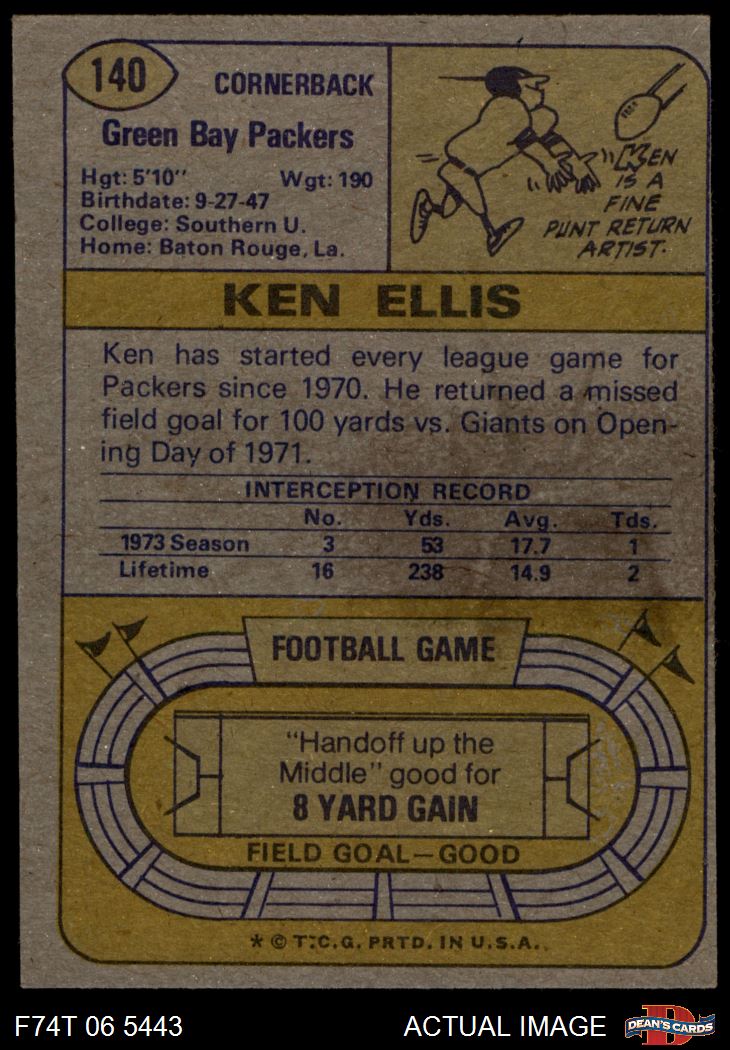 140
CORNERBACK
Green Bay Packers
Hgt: 5'10" Wgt: 190
Birthdate: 9-27-47
College: Southern U.
Home: Baton Rouge, La.
KEN
IS A
FINE
PUNT RETURN
ARTIST.
KEN ELLIS
Ken has started every league game for
Packers since 1970. He returned a missed
field goal for 100 yards vs. Giants on Open-
ing Day of 1971.
INTERCEPTION RECORD
No. Yds. Avg. Tds.
1973 Season 3 53 17.7 1
Lifetime 16 238 14.9 2
FOOTBALL GAME
"Handoff up the
Middle" good for
8 YARD GAIN
FIELD GOAL—GOOD
* © T.C.G. PRTD. IN U.S.A.
F74T 06 5443 ACTUAL IMAGE
D
DEAN'S CARDS